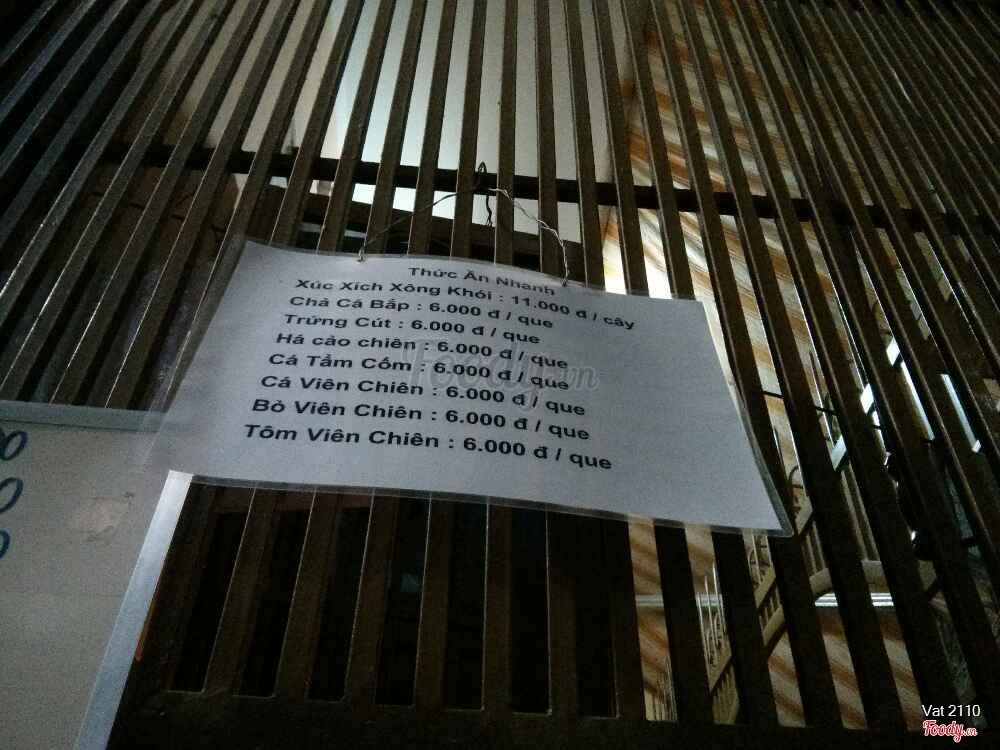 Thức Ăn Nhanh
Xúc Xích Xông Khói : 11.000 đ / cây
Chả Cá Bắp : 6.000 đ / que
Trứng Cút : 6.000 đ / que
Há cảo chiên : 6.000 đ / que
Cá Tẩm Cốm : 6.000 đ / que
Cá Viên Chiên : 6.000 đ / que
Bò Viên Chiên : 6.000 đ / que
Tôm Viên Chiên : 6.000 đ / que
Foody.vn
Vat 2110
Foody.vn